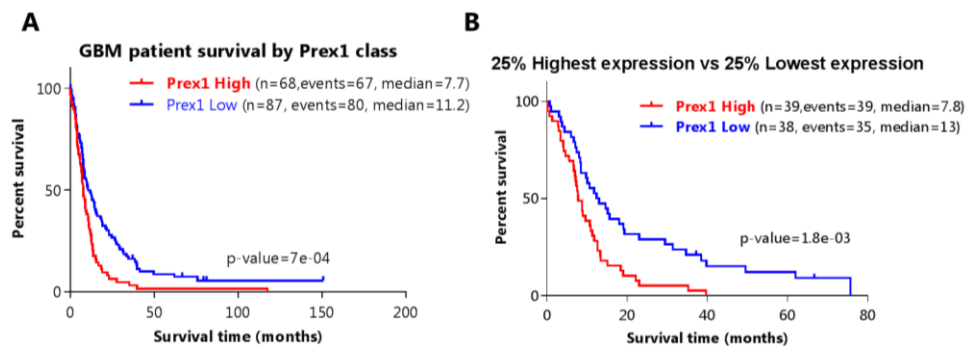 A
GBM patient survival by Prex1 class
Prex1 High (n=68,events=67, median=7.7)
Prex1 Low (n=87, events=80, median=11.2)
Percent survival
100
50
0
p-value=7e-04
0 50 100 150 200
Survival time (months)
B
25% Highest expression vs 25% Lowest expression
Prex1 High (n=39,events=39, median=7.8)
Prex1 Low (n=38, events=35, median=13)
Percent survival
100
50
0
p-value=1.8e-03
0 20 40 60 80
Survival time (months)